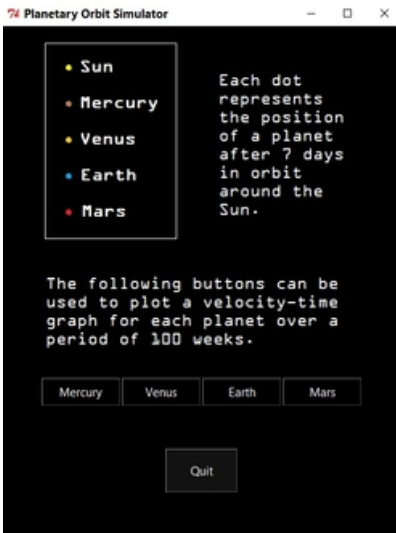 Planetary Orbit Simulator
Sun
Mercury
Venus
Earth
Mars
Each dot
represents
the position
of a planet
after 7 days
in orbit
around the
Sun.
The following buttons can be
used to plot a velocity-time
graph for each planet over a
period of 100 weeks.
Mercury Venus Earth Mars
Quit